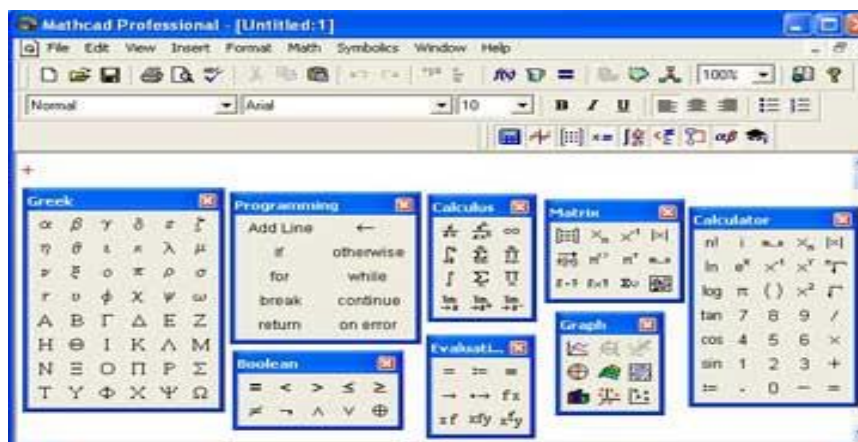 Mathcad Professional - [Untitled:1]
File Edit View Insert Format Math Symbolics Window Help
100%
Normal Arial 10 B I U
αβ
Greek
α β γ δ ε ζ
η θ ι κ λ μ
ν ξ ο π ρ σ
τ υ φ χ ψ ω
Α Β Γ Δ Ε Ζ
Η Θ Ι Κ Λ Μ
Ν Ξ Ο Π Ρ Σ
Τ Υ Φ Χ Ψ Ω
Programming
Add Line ←
if otherwise
for while
break continue
return on error
Boolean
= < > ≤ ≥
≠ ¬ ∧ ∨ ⊕
Calculus
∞
∫ Σ
Evaluati...
= := ≡
→ •→ fx
xf xfy
Matrix
Graph
Calculator
n! i |×|
ln eˣ x⁻¹
log π () x²
tan 7 8 9 /
cos 4 5 6 ×
sin 1 2 3 +
:= . 0 − =